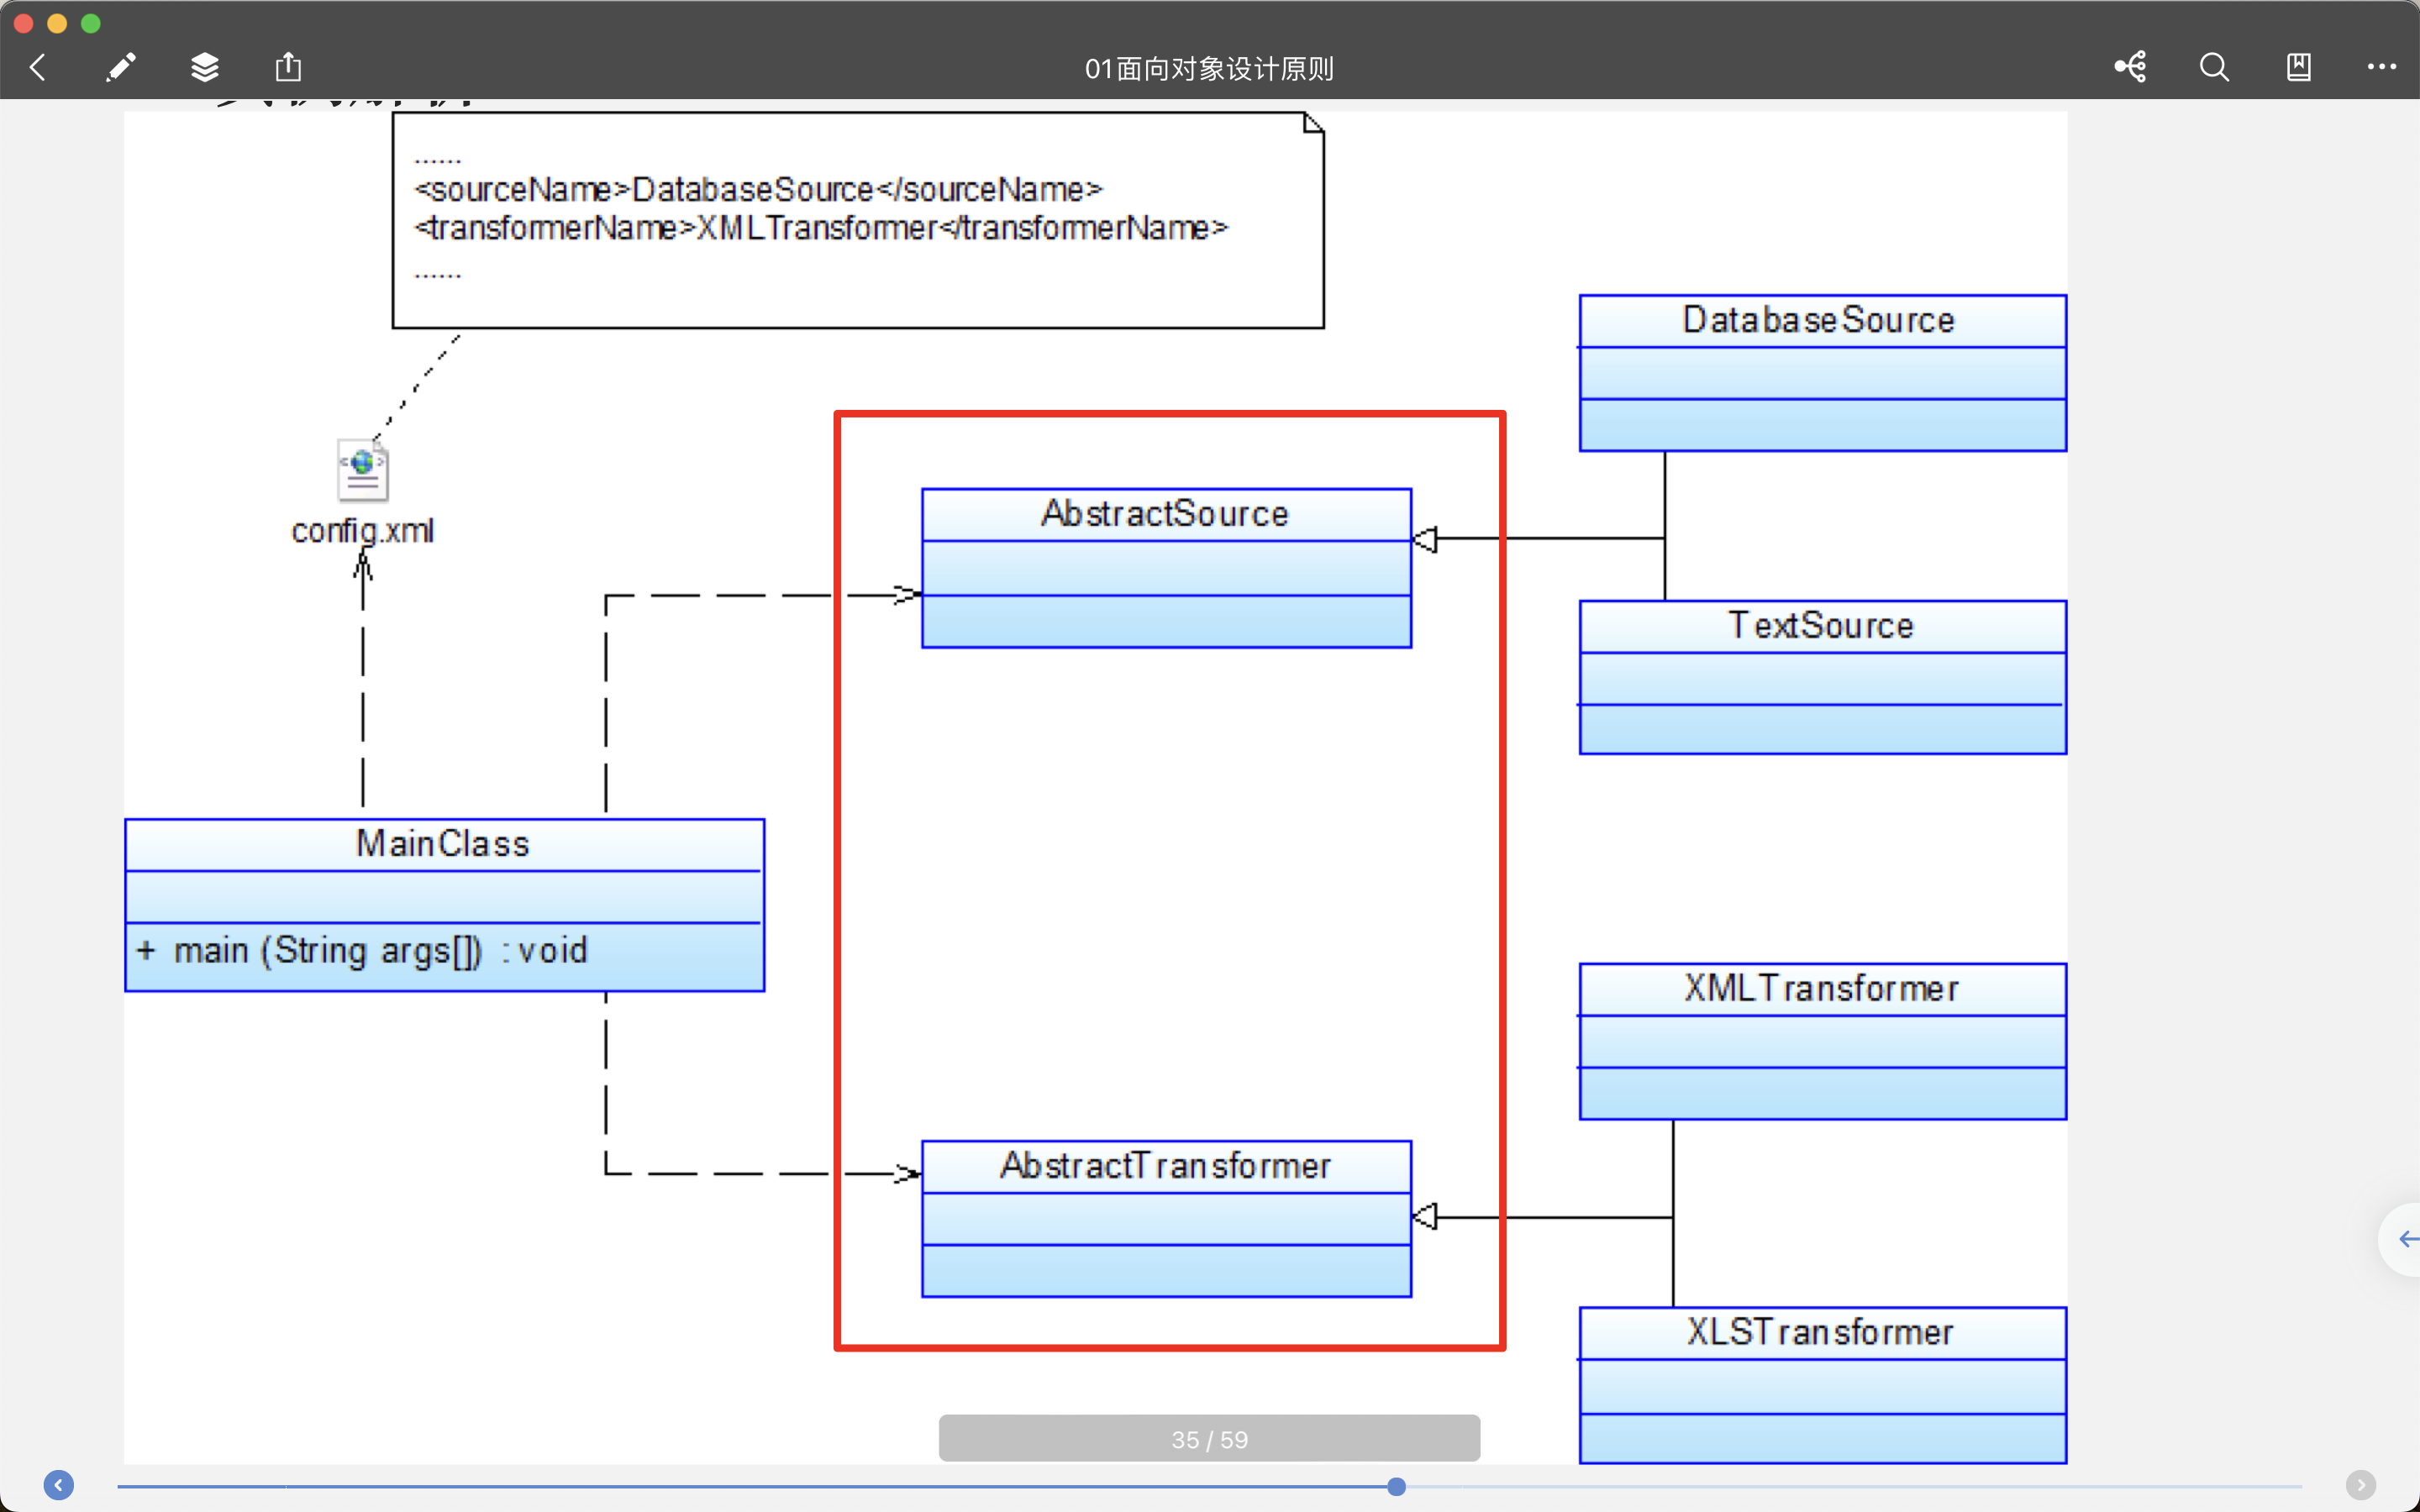 01面向对象设计原则
......
<sourceName>DatabaseSource</sourceName>
<transformerName>XMLTransformer</transformerName>
......
DatabaseSource
config.xml
AbstractSource
TextSource
MainClass
+ main (String args[]) : void
XMLTransformer
AbstractTransformer
XLSTransformer
35 / 59